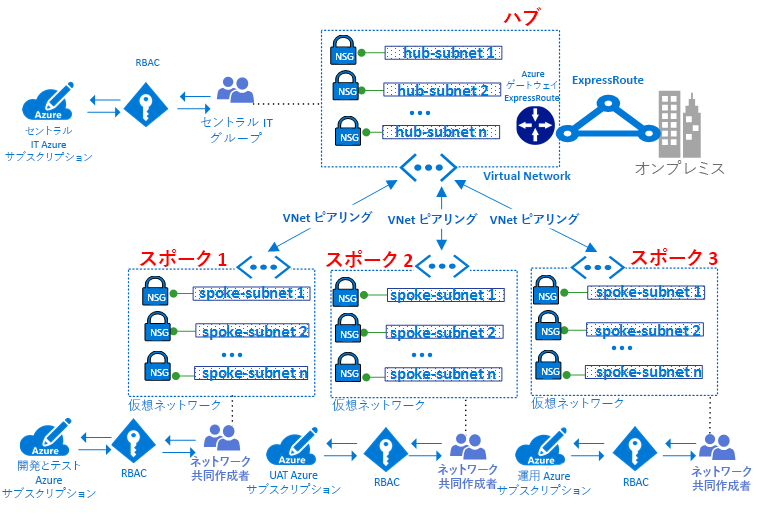 ハブ
NSG
hub-subnet 1
NSG
hub-subnet 2
NSG
hub-subnet n
Azure
ゲートウェイ
ExpressRoute
ExpressRoute
オンプレミス
Virtual Network
RBAC
Azure
セントラル
IT Azure
サブスクリプション
セントラル IT
グループ
VNet ピアリング
VNet ピアリング
VNet ピアリング
スポーク 1
NSG
spoke-subnet 1
NSG
spoke-subnet 2
NSG
spoke-subnet n
仮想ネットワーク
スポーク 2
NSG
spoke-subnet 1
NSG
spoke-subnet 2
NSG
spoke-subnet n
仮想ネットワーク
スポーク 3
NSG
spoke-subnet 1
NSG
spoke-subnet 2
NSG
spoke-subnet n
仮想ネットワーク
Azure
開発とテスト
Azure
サブスクリプション
RBAC
ネットワーク
共同作成者
Azure
UAT Azure
サブスクリプション
RBAC
ネットワーク
共同作成者
Azure
運用 Azure
サブスクリプション
RBAC
ネットワーク
共同作成者